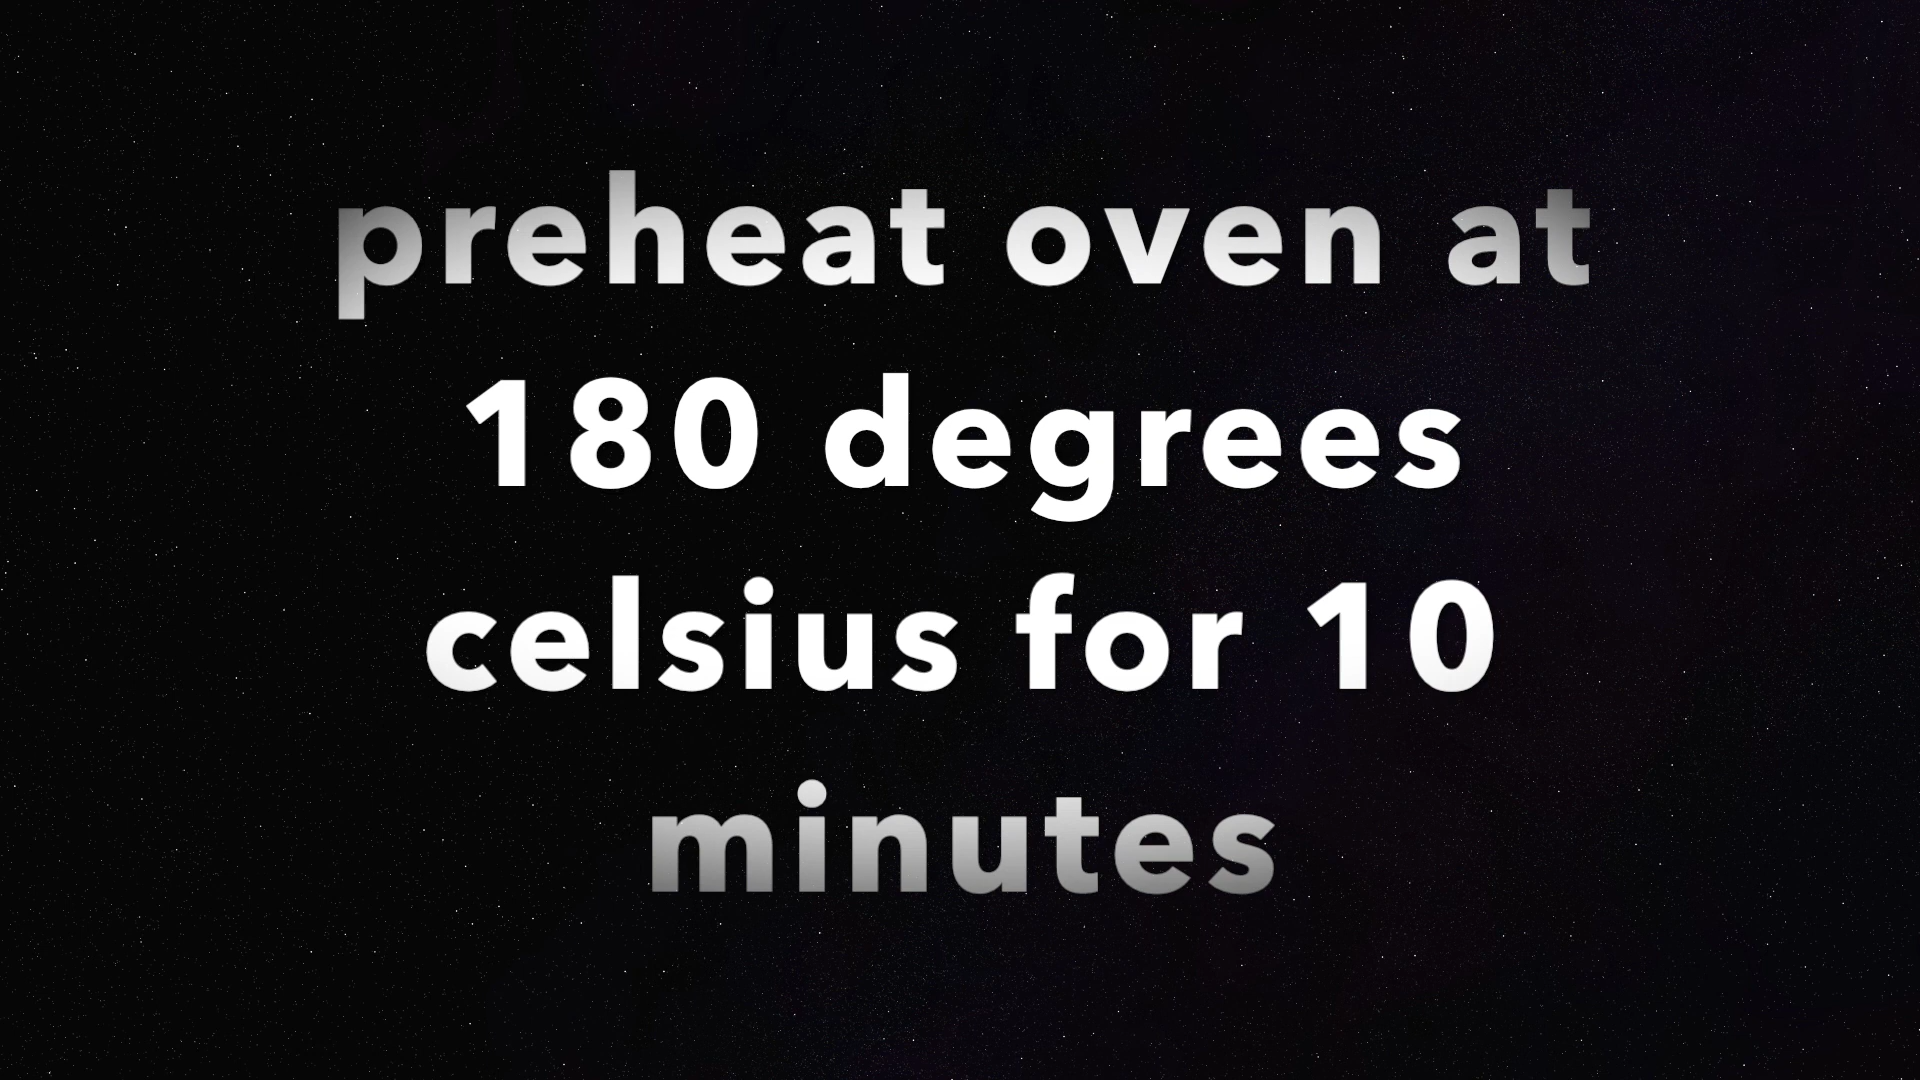 preheat oven at
180 degrees
celsius for 10
minutes